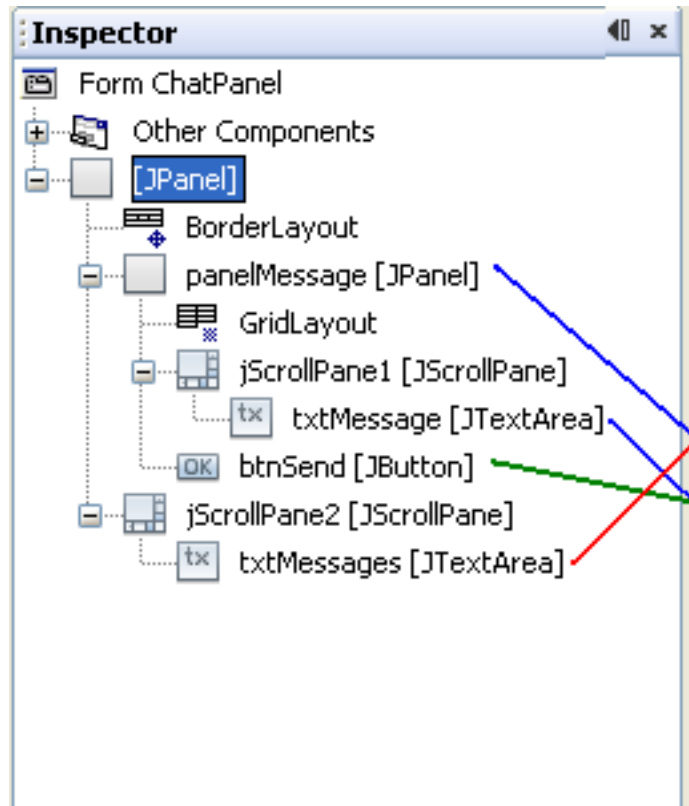 Inspector
Form ChatPanel
Other Components
[JPanel]
BorderLayout
panelMessage [JPanel]
GridLayout
jScrollPane1 [JScrollPane]
tx txtMessage [JTextArea]
OK btnSend [JButton]
jScrollPane2 [JScrollPane]
tx txtMessages [JTextArea]